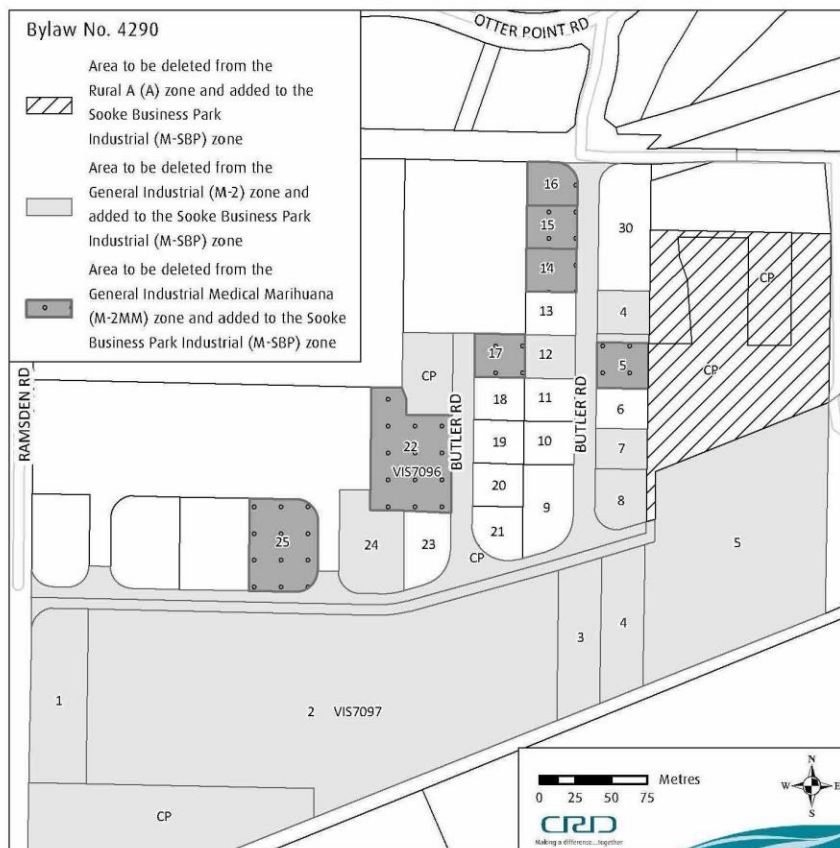 Bylaw No. 4290
Area to be deleted from the
Rural A (A) zone and added to the
Sooke Business Park
Industrial (M-SBP) zone
Area to be deleted from the
General Industrial (M-2) zone and
added to the Sooke Business Park
Industrial (M-SBP) zone
Area to be deleted from the
General Industrial Medical Marihuana
(M-2MM) zone and added to the Sooke
Business Park Industrial (M-SBP) zone
OTTER POINT RD
16
15
30
14
CP
13
4
17
12
5
CP
CP
RAMSDEN RD
18
11
6
BUTLER RD
BUTLER RD
22
VIS7096
19
10
7
20
8
9
25
24
23
21
CP
5
3
4
1
2 VIS7097
CP
Metres
0 25 50 75
N
W E
S
CRD
Making a difference...together